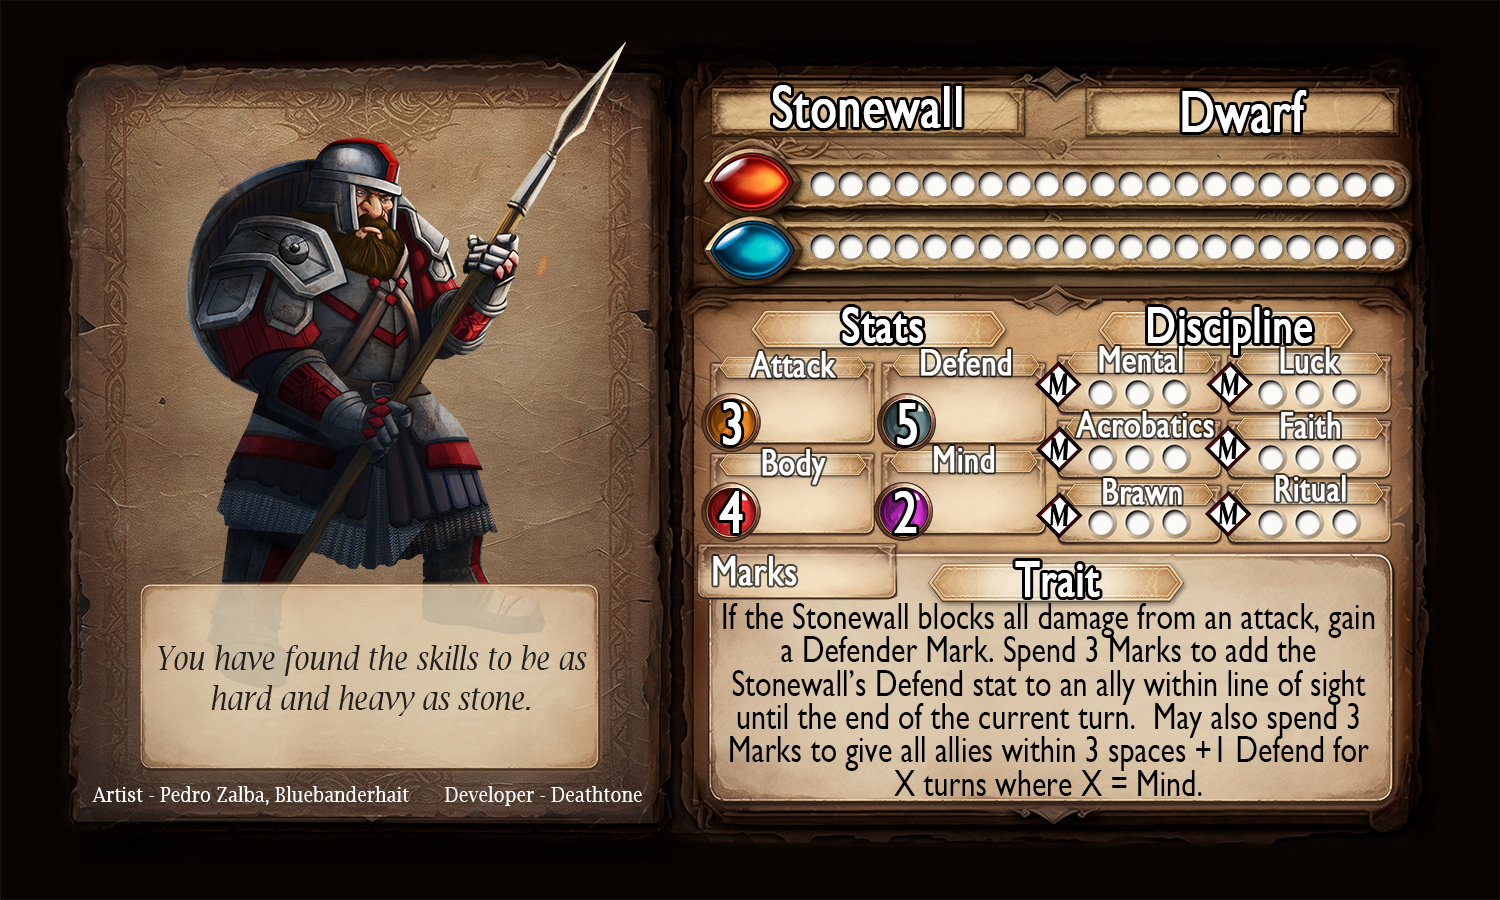 Stonewall
Dwarf
Stats
Discipline
Attack
Defend
3
5
Body
Mind
4
2
Mental
Luck
M
M
Acrobatics
Faith
M
M
Brawn
Ritual
M
M
Marks
Trait
If the Stonewall blocks all damage from an attack, gain
a Defender Mark. Spend 3 Marks to add the
Stonewall's Defend stat to an ally within line of sight
until the end of the current turn.  May also spend 3
Marks to give all allies within 3 spaces +1 Defend for
X turns where X = Mind.
You have found the skills to be as
hard and heavy as stone.
Artist - Pedro Zalba, Bluebanderhait
Developer - Deathtone